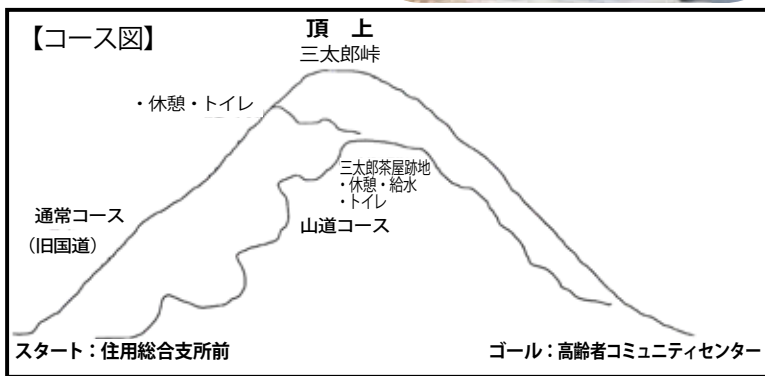 【コース図】
頂　上
三太郎峠
・休憩・トイレ
三太郎茶屋跡地
・休憩・給水
・トイレ
通常コース
（旧国道）
山道コース
スタート：住用総合支所前
ゴール：高齢者コミュニティセンター